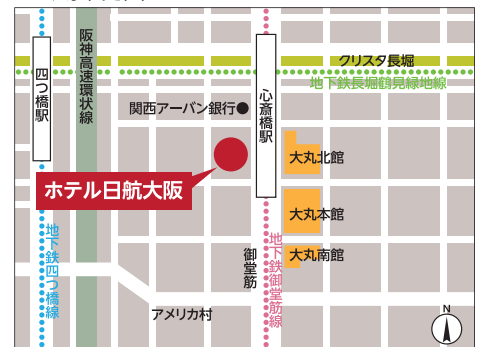 クリスタ長堀
地下鉄長堀鶴見緑地線
阪神高速環状線
四つ橋駅
心斎橋駅
関西アーバン銀行
大丸北館
ホテル日航大阪
大丸本館
大丸南館
地下鉄四つ橋線
御堂筋
地下鉄御堂筋線
アメリカ村
N